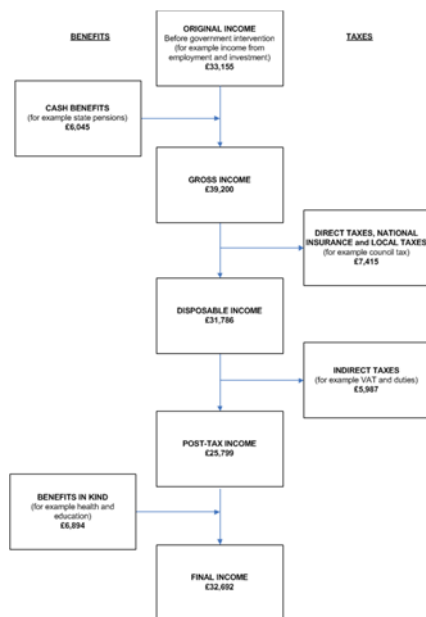 BENEFITS
ORIGINAL INCOME
Before government intervention
(for example income from
employment and investment)
£33,155
TAXES
CASH BENEFITS
(for example state pensions)
£6,045
GROSS INCOME
£39,200
DIRECT TAXES, NATIONAL
INSURANCE and LOCAL TAXES
(for example council tax)
£7,415
DISPOSABLE INCOME
£31,786
INDIRECT TAXES
(for example VAT and duties)
£5,987
POST-TAX INCOME
£25,799
BENEFITS IN KIND
(for example health and
education)
£6,894
FINAL INCOME
£32,692